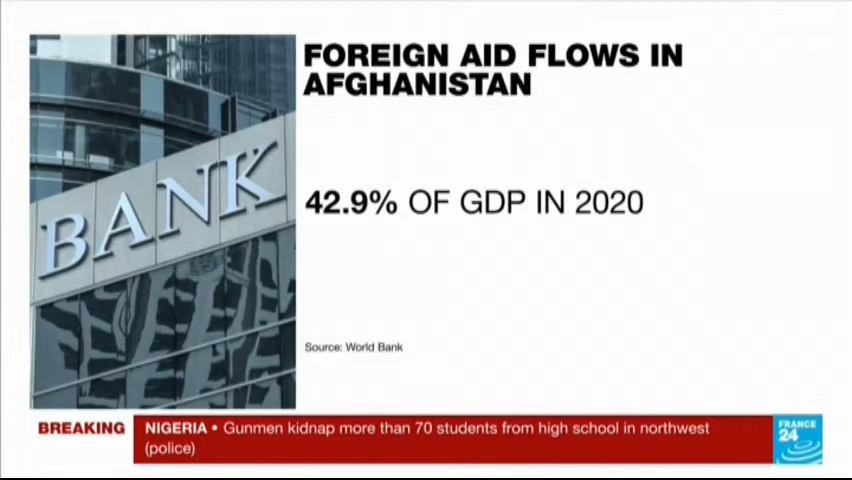 FOREIGN AID FLOWS IN
AFGHANISTAN
BANK
42.9% OF GDP IN 2020
Source: World Bank
BREAKING
NIGERIA • Gunmen kidnap more than 70 students from high school in northwest
(police)
FRANCE
24